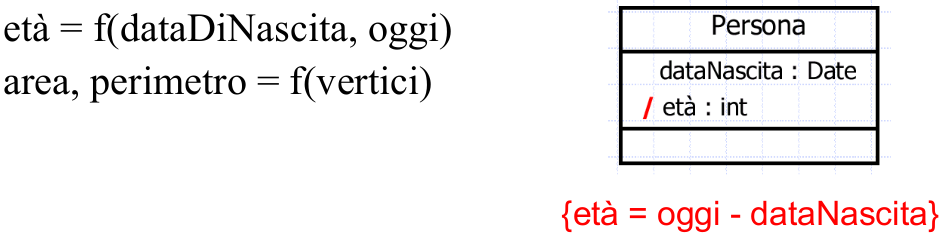 età = f(dataDiNascita, oggi)
area, perimetro = f(vertici)
Persona
dataNascita : Date
/ età : int
{età = oggi - dataNascita}